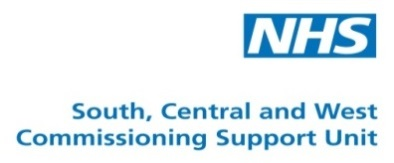 NHS
South, Central and West
Commissioning Support Unit